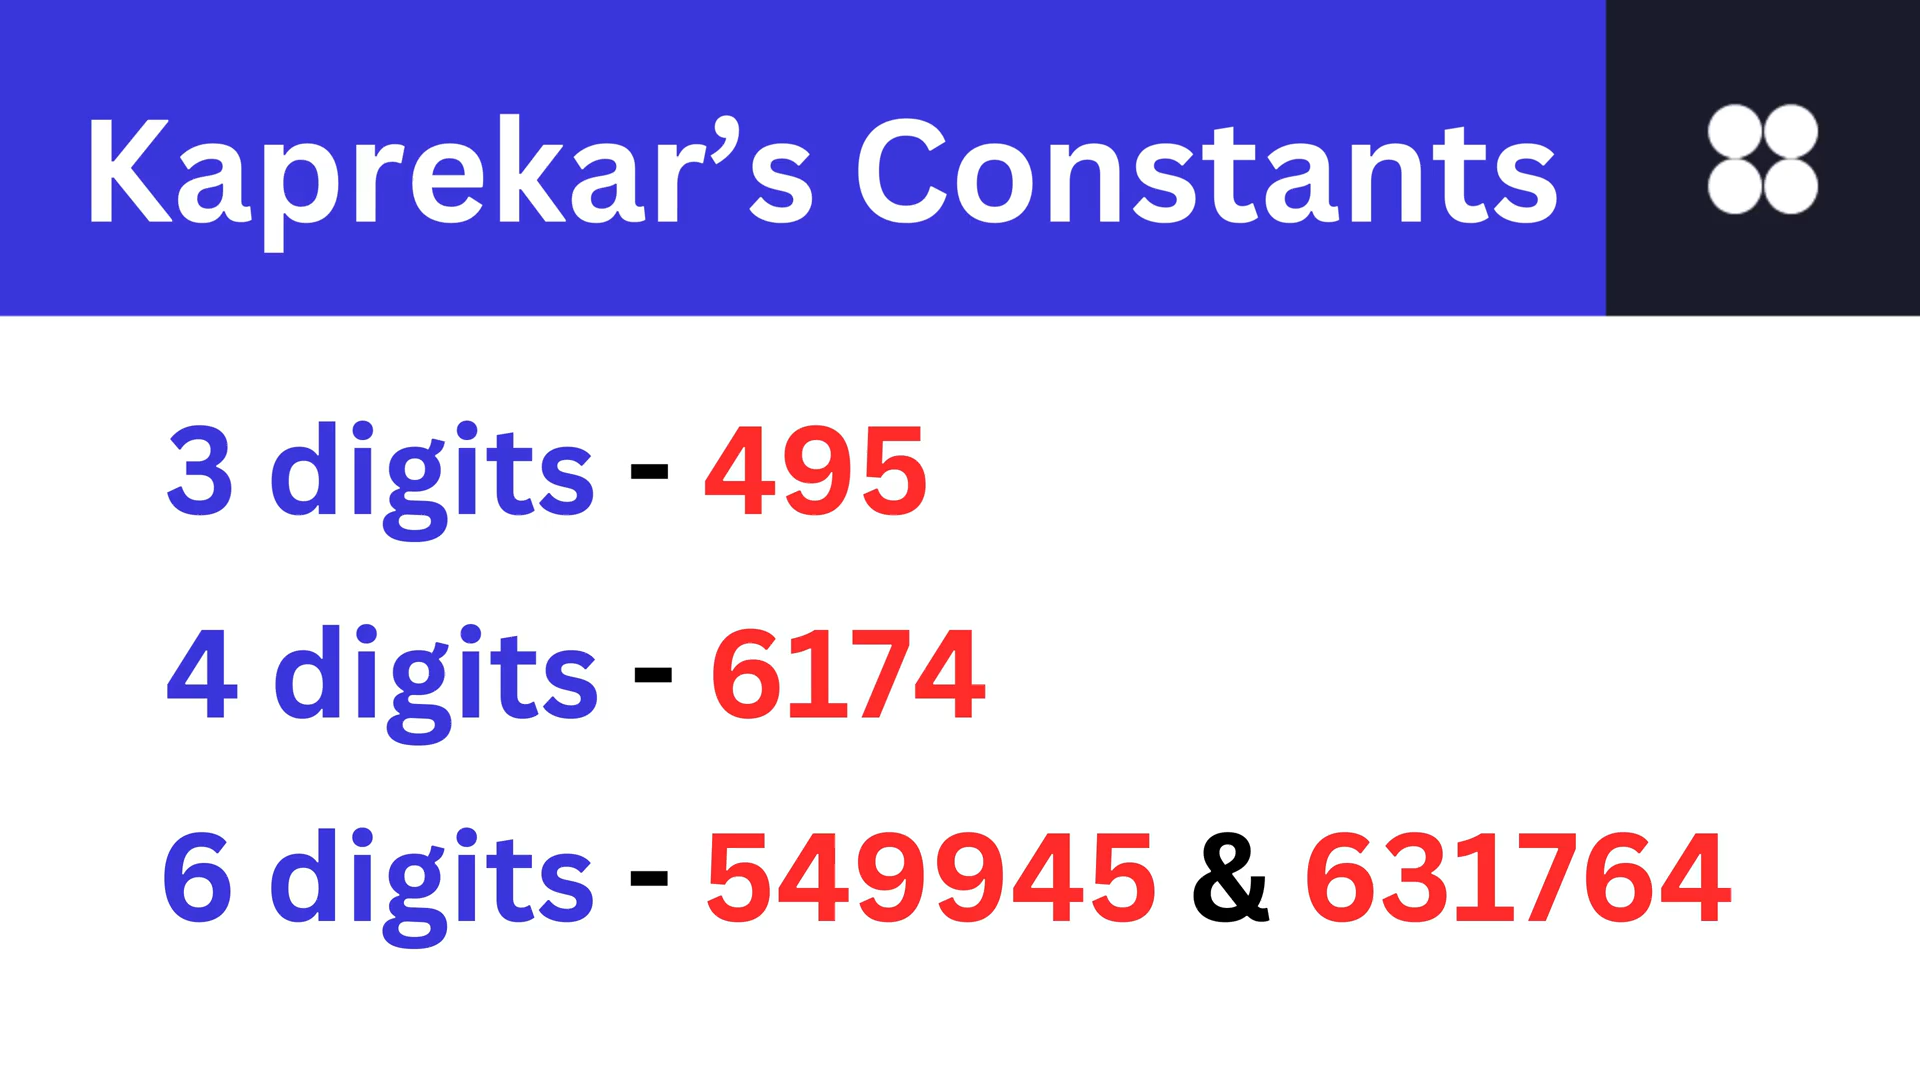 Kaprekar’s Constants
3 digits - 495
4 digits - 6174
6 digits - 549945 & 631764